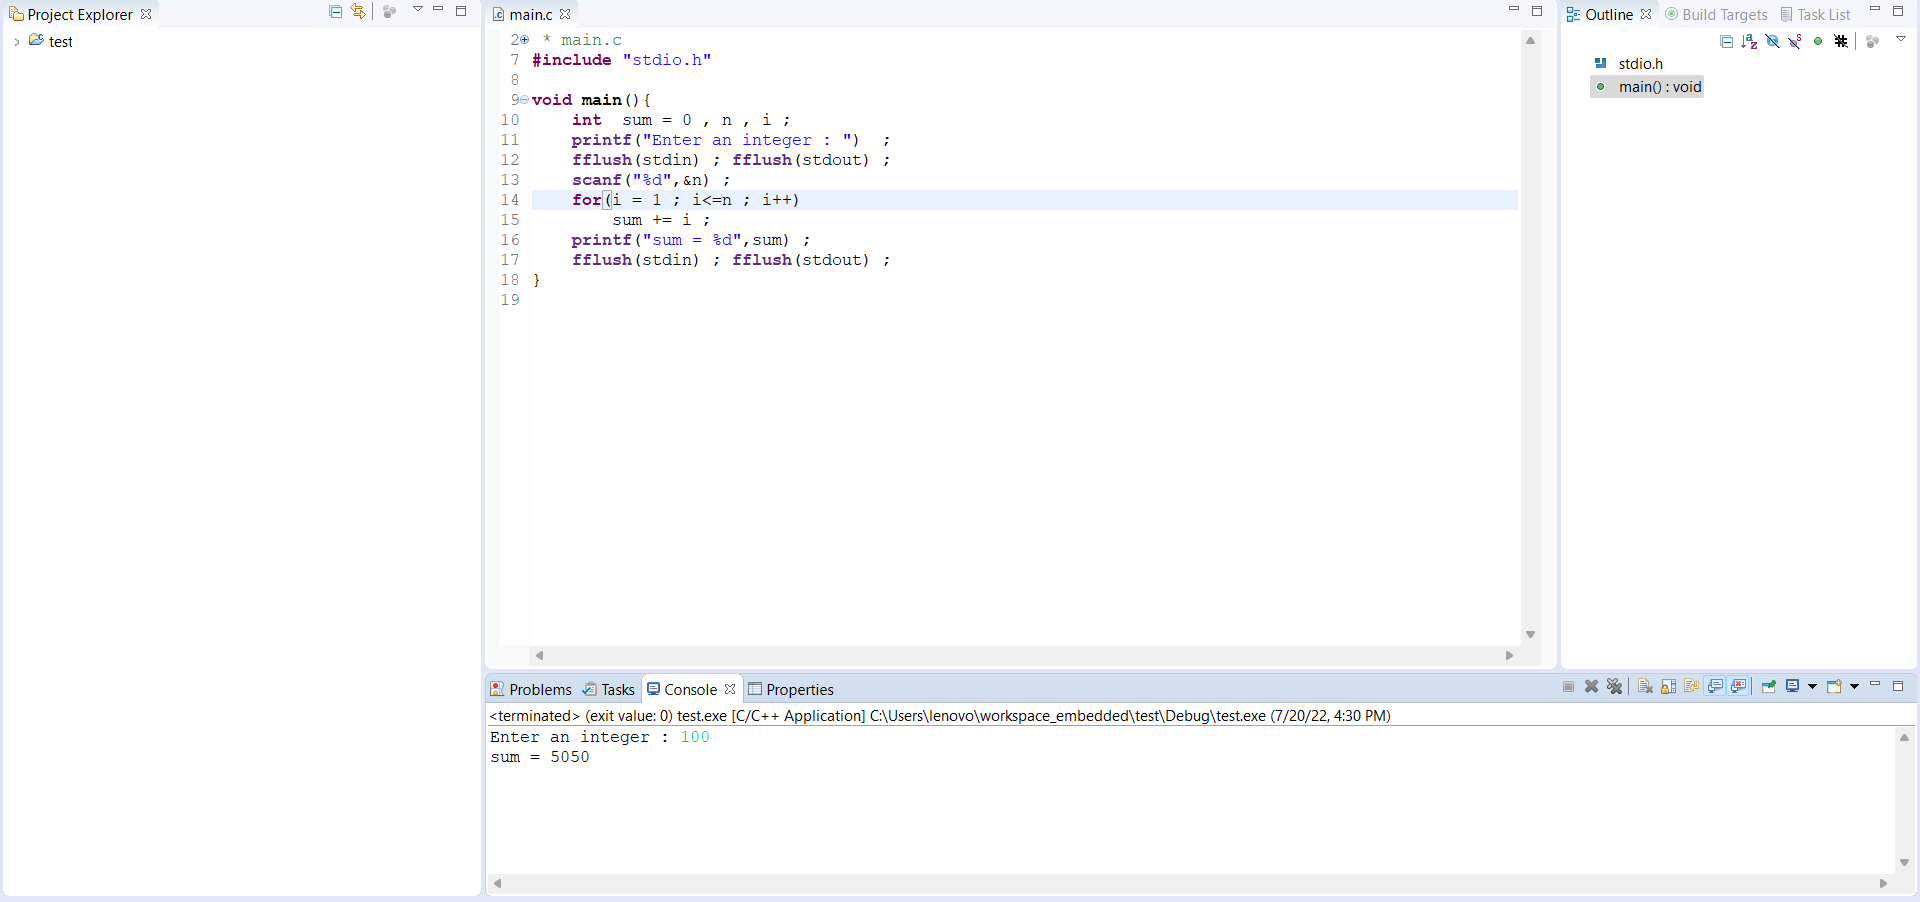 Project Explorer
test
main.c
2 * main.c
7 #include "stdio.h"
8
9 void main(){
10 int  sum = 0 , n , i ;
11 printf("Enter an integer : ")  ;
12 fflush(stdin) ; fflush(stdout) ;
13 scanf("%d",&n) ;
14 for(i = 1 ; i<=n ; i++)
15 sum += i ;
16 printf("sum = %d",sum) ;
17 fflush(stdin) ; fflush(stdout) ;
18 }
19
Outline Build Targets Task List
stdio.h
main() : void
Problems Tasks Console Properties
<terminated> (exit value: 0) test.exe [C/C++ Application] C:\Users\lenovo\workspace_embedded\test\Debug\test.exe (7/20/22, 4:30 PM)
Enter an integer : 100
sum = 5050